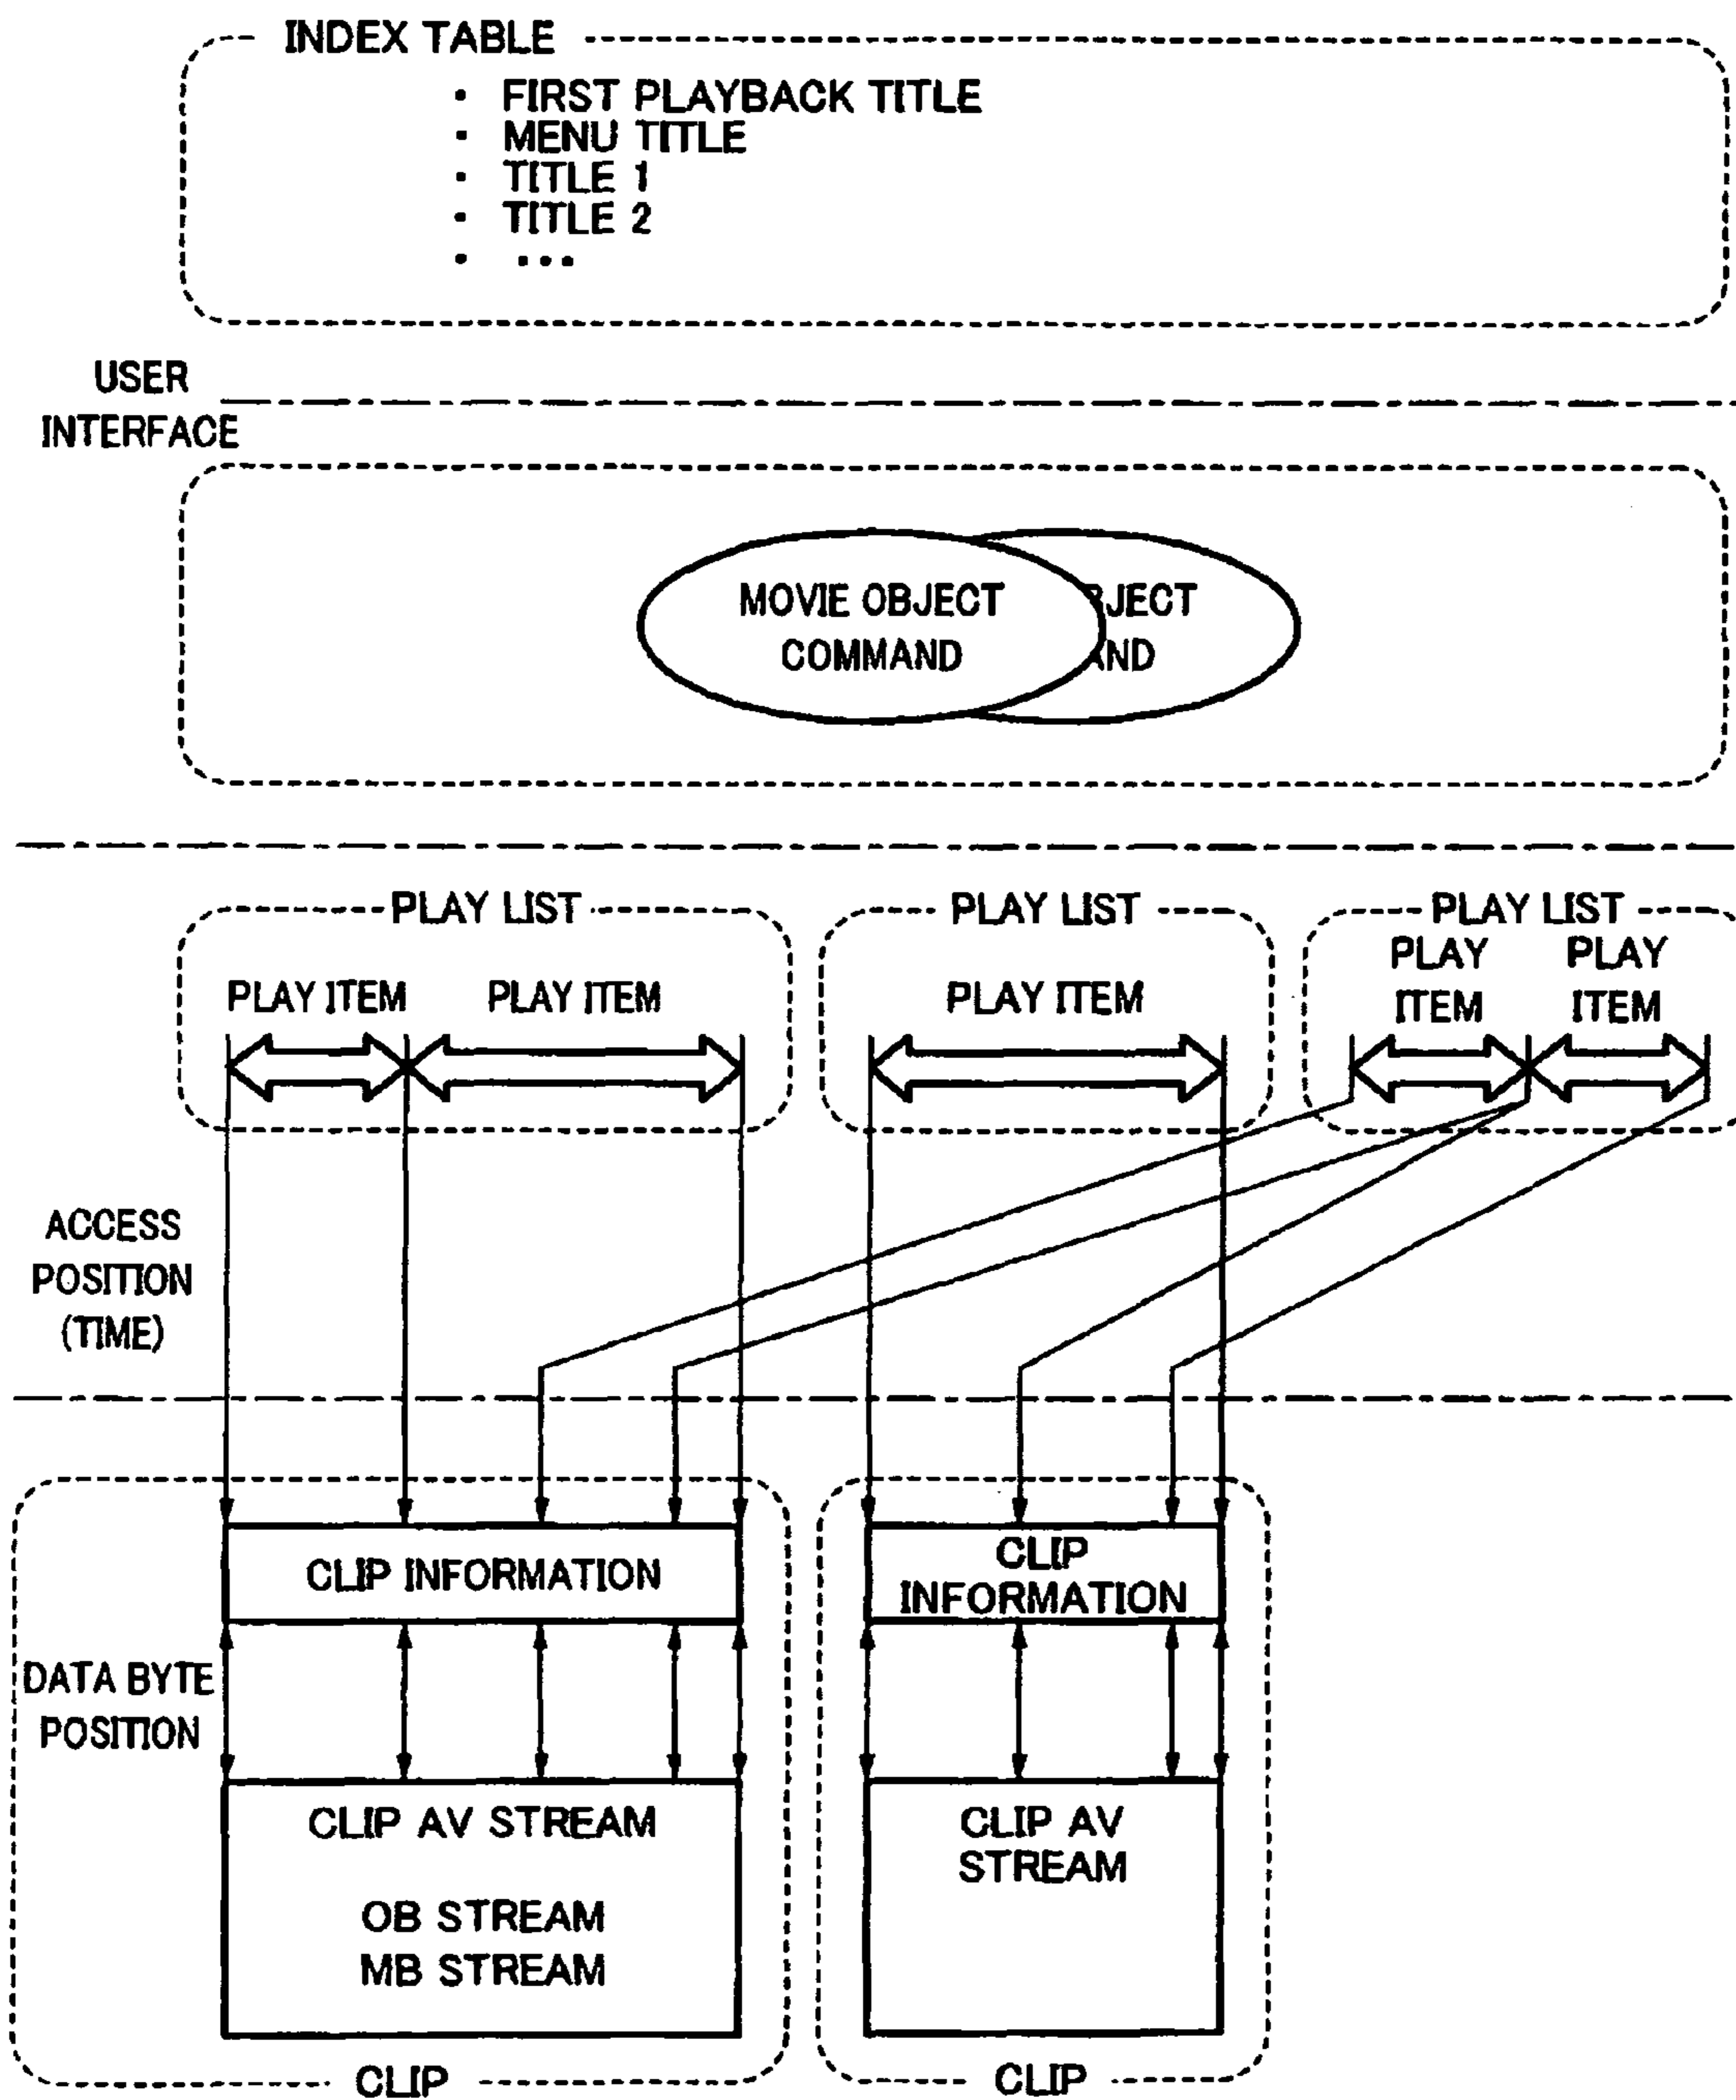 INDEX TABLE
· FIRST PLAYBACK TITLE
· MENU TITLE
· TITLE 1
· TITLE 2
· ...
USER
INTERFACE
MOVIE OBJECT
COMMAND
BJECT
AND
PLAY LIST
PLAY ITEM
PLAY ITEM
PLAY LIST
PLAY ITEM
PLAY LIST
PLAY
ITEM
PLAY
ITEM
ACCESS
POSITION
(TIME)
CLIP INFORMATION
CLIP
INFORMATION
DATA BYTE
POSITION
CLIP AV STREAM
OB STREAM
MB STREAM
CLIP AV
STREAM
CLIP
CLIP